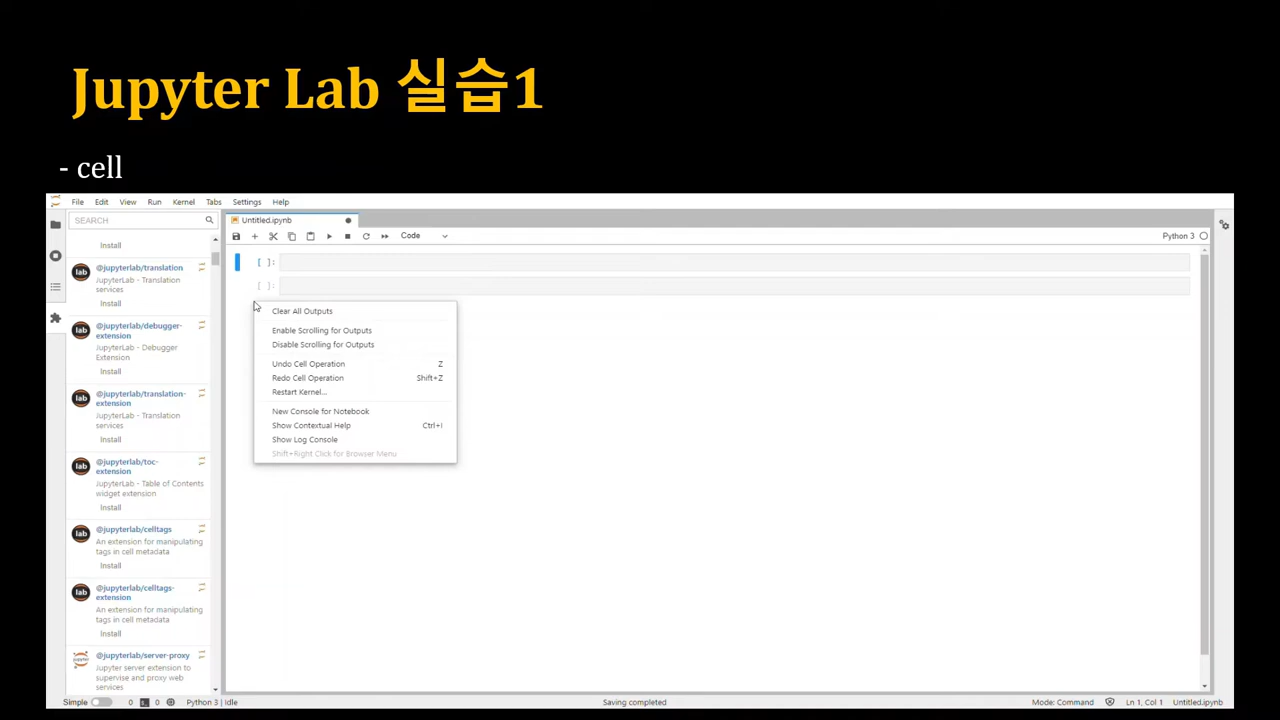 Jupyter Lab 실습1
- cell
File Edit View Run Kernel Tabs Settings Help
SEARCH
Untitled.ipynb
Code
Python 3
Install
lab
@jupyterlab/translation
JupyterLab - Translation
services
Install
lab
@jupyterlab/debugger-
extension
JupyterLab - Debugger
Extension
Install
lab
@jupyterlab/translation-
extension
JupyterLab - Translation
services
Install
lab
@jupyterlab/toc-
extension
JupyterLab - Table of Contents
widget extension
Install
lab
@jupyterlab/celltags
An extension for manipulating
tags in cell metadata
Install
lab
@jupyterlab/celltags-
extension
An extension for manipulating
tags in cell metadata
Install
jupyter
@jupyterlab/server-proxy
Jupyter server extension to
supervise and proxy web
services
[ ]:
[ ]:
Clear All Outputs
Enable Scrolling for Outputs
Disable Scrolling for Outputs
Undo Cell Operation Z
Redo Cell Operation Shift+Z
Restart Kernel...
New Console for Notebook
Show Contextual Help Ctrl+I
Show Log Console
Shift+Right Click for Browser Menu
Simple 0 0 Python 3 | Idle Saving completed Mode: Command Ln 1, Col 1 Untitled.ipynb